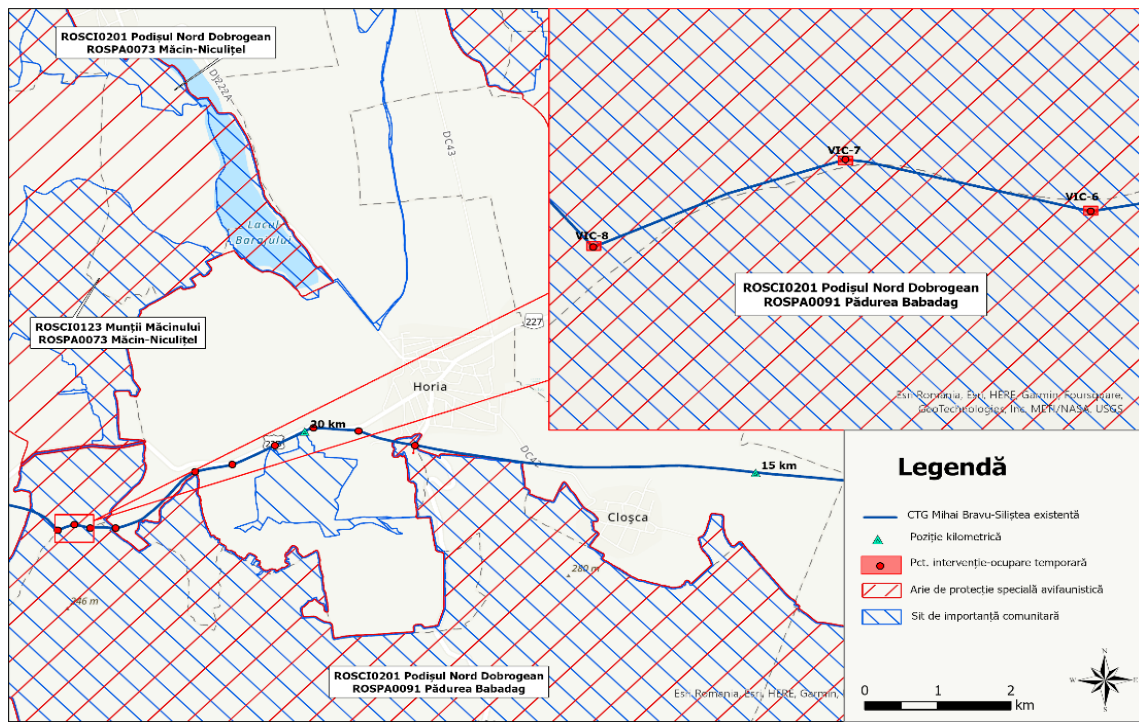 ROSCI0201 Podișul Nord Dobrogean
ROSPA0073 Măcin-Niculițel
DJ222A
DC43
Lacul
Barajului
ROSCI0123 Munții Măcinului
ROSPA0073 Măcin-Niculițel
227
Horia
20 km
DC42
15 km
Cloșca
280 m
246 m
ROSCI0201 Podișul Nord Dobrogean
ROSPA0091 Pădurea Babadag
Esri Romania, Esri, HERE, Garmin,
VIC-7
VIC-6
VIC-8
ROSCI0201 Podișul Nord Dobrogean
ROSPA0091 Pădurea Babadag
Esri Romania, Esri, HERE, Garmin, Foursquare,
GeoTechnologies, Inc, METI/NASA, USGS
Legendă
CTG Mihai Bravu-Siliștea existentă
Poziție kilometrică
Pct. intervenție-ocupare temporară
Arie de protecție specială avifaunistică
Sit de importanță comunitară
0 1 2
km
N
W E
S